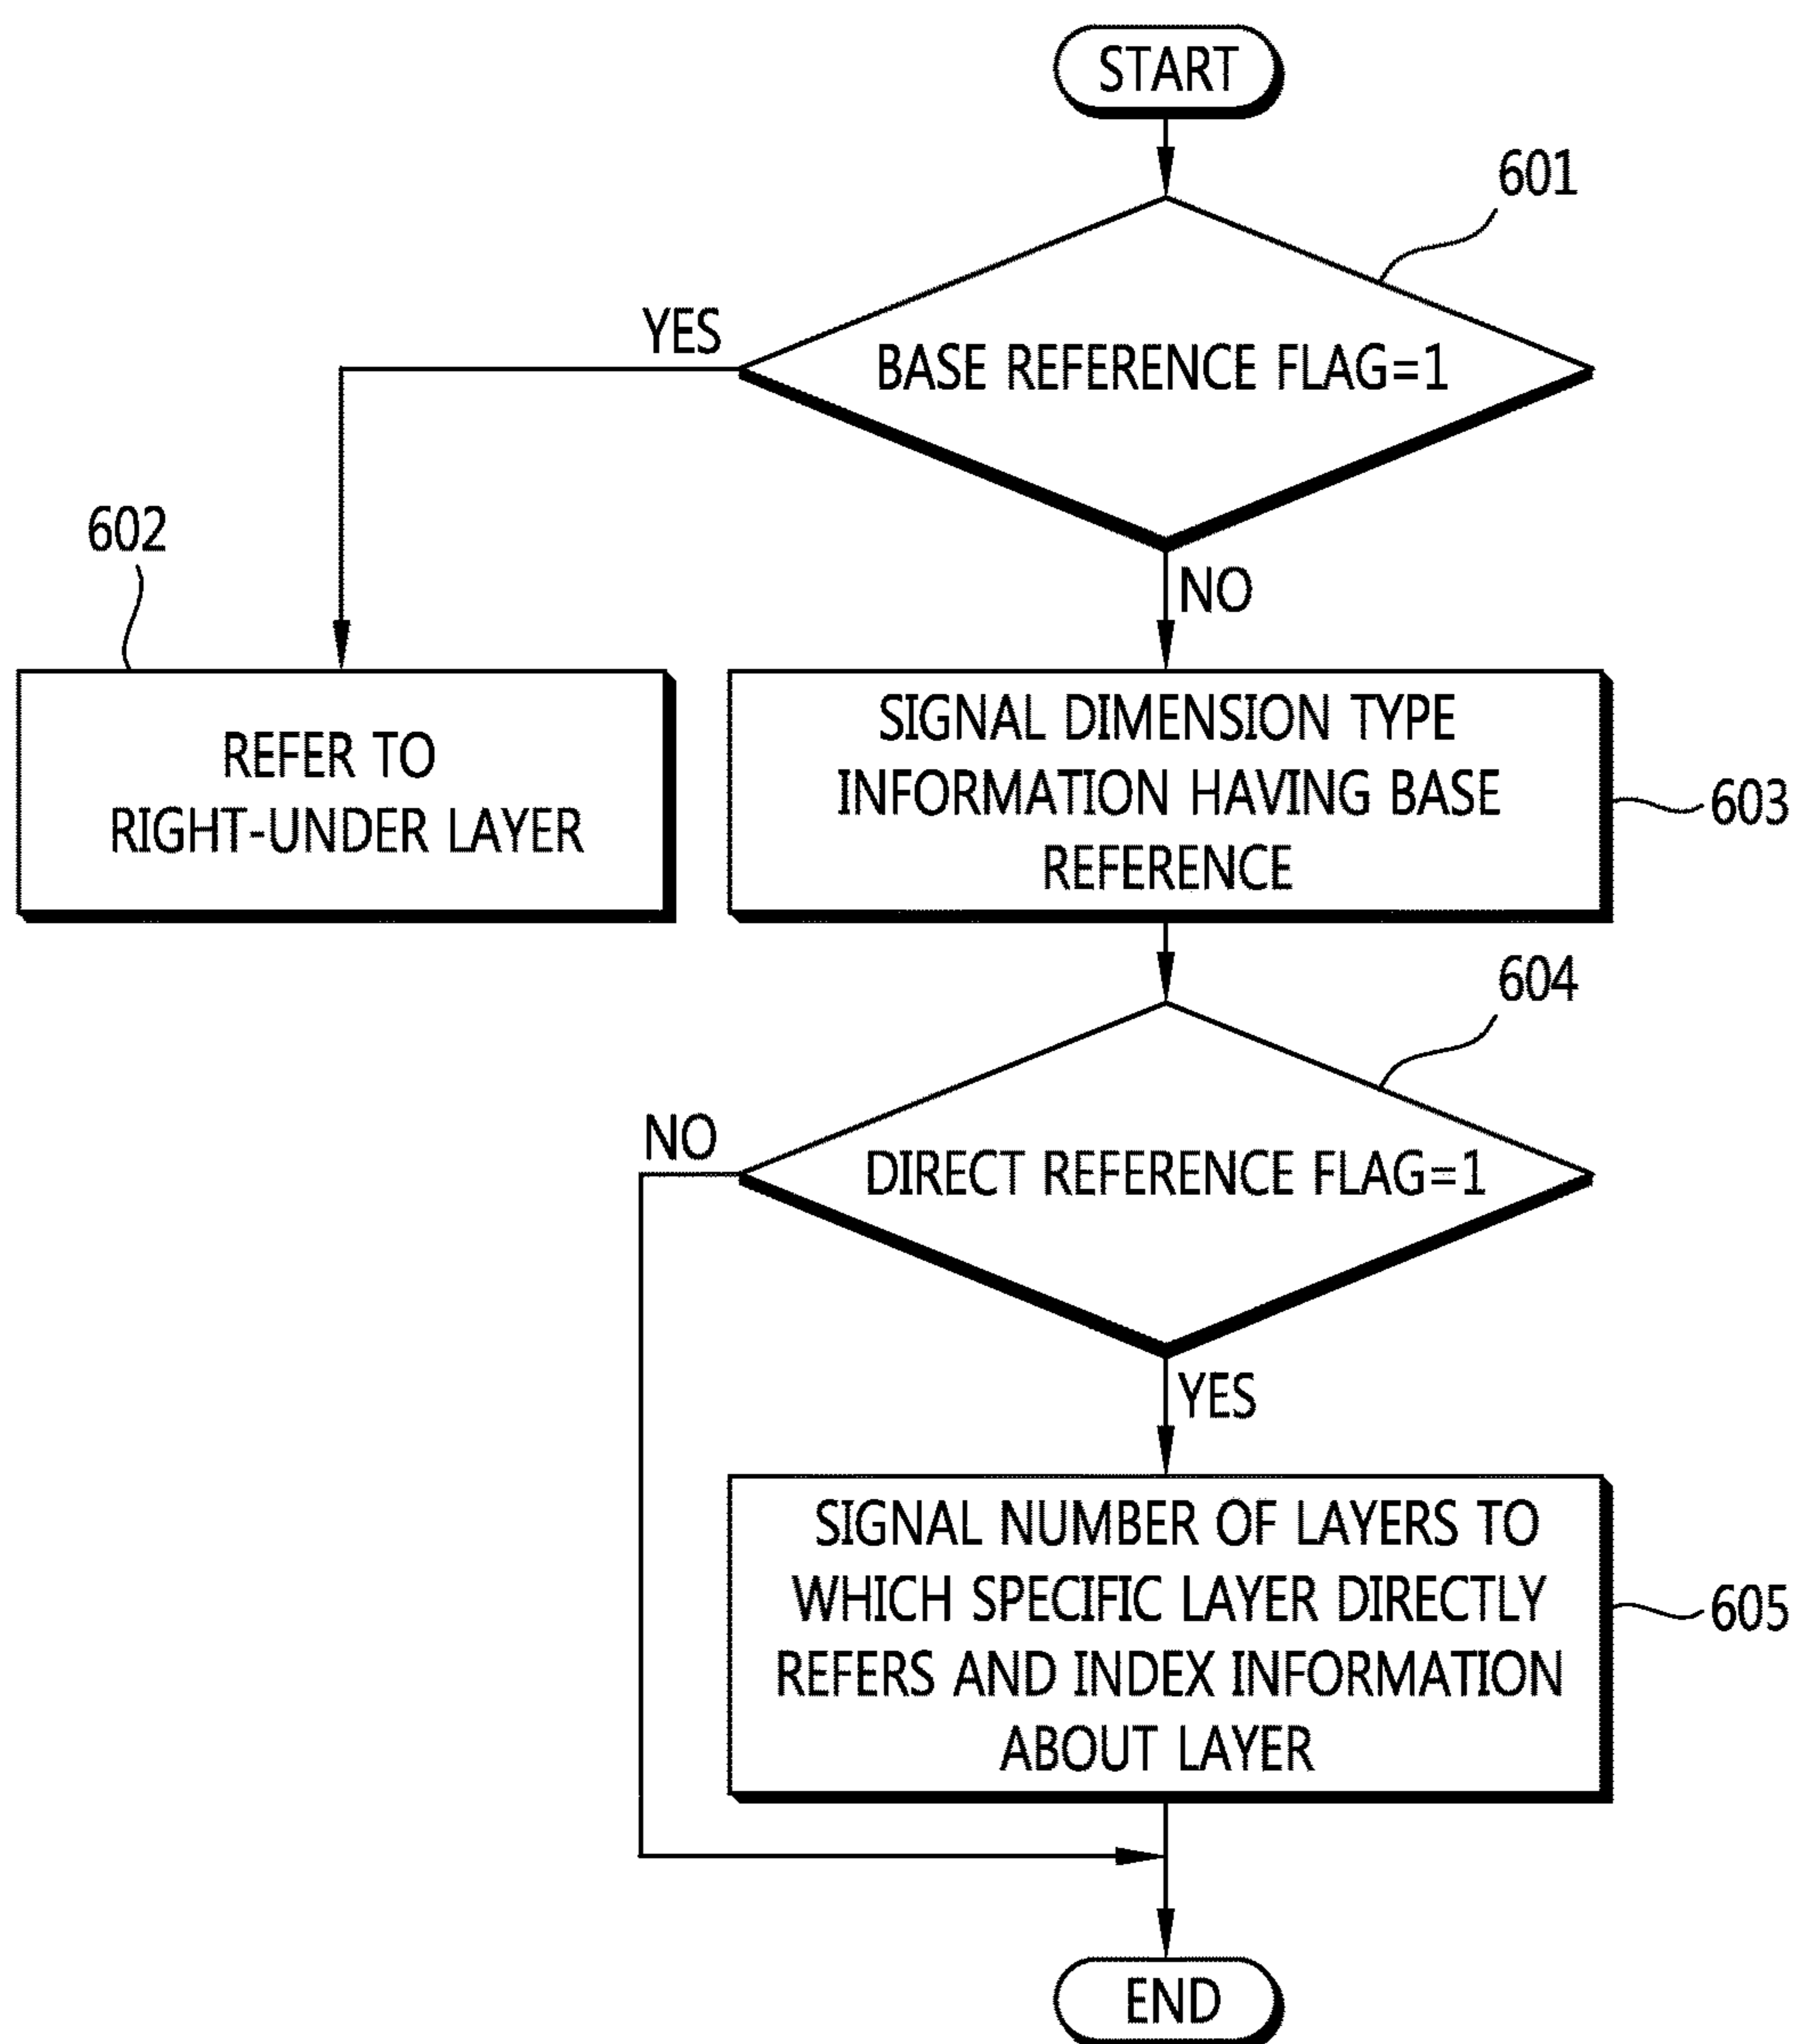 START
601
BASE REFERENCE FLAG=1
YES
NO
602
REFER TO
RIGHT-UNDER LAYER
SIGNAL DIMENSION TYPE
INFORMATION HAVING BASE
REFERENCE
603
604
DIRECT REFERENCE FLAG=1
NO
YES
SIGNAL NUMBER OF LAYERS TO
WHICH SPECIFIC LAYER DIRECTLY
REFERS AND INDEX INFORMATION
ABOUT LAYER
605
END